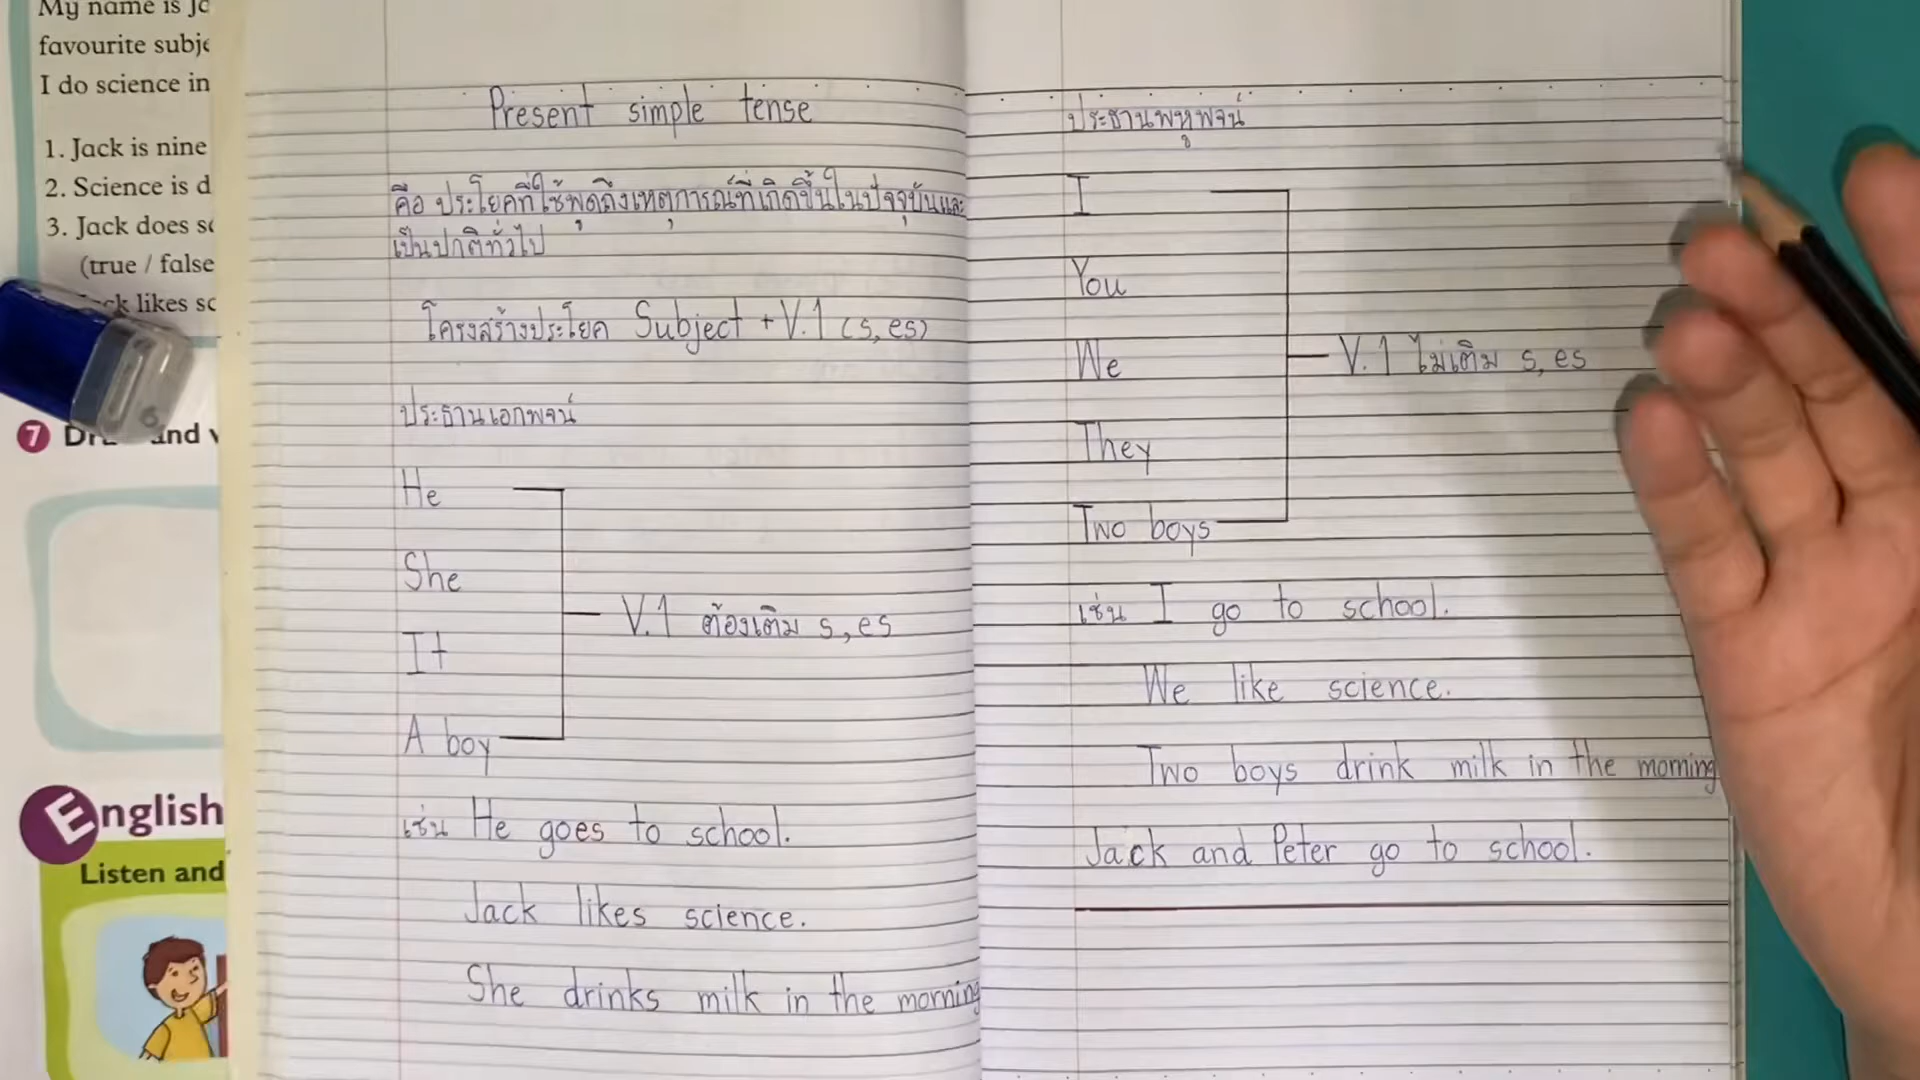 My name is
favourite
I do science in
1. Jack is nine
2. Science is
3. Jack does
(true / false
likes
7 and
English
Listen and
Present simple tense
คือ ประโยคที่ใช้พูดถึงเหตุการณ์ที่เกิดขึ้นในปัจจุบันและ
เป็นปกติทั่วไป
โครงสร้างประโยค Subject + V.1 (s, es)
ประธานเอกพจน์
He
She
It
A boy
V.1 ต้องเติม s, es
เช่น He goes to school.
Jack likes science.
She drinks milk in the morning
ประธานพหูพจน์
I
You
We
They
Two boys
V.1 ไม่เติม s, es
เช่น I go to school.
We like science.
Two boys drink milk in the morning
Jack and Peter go to school.